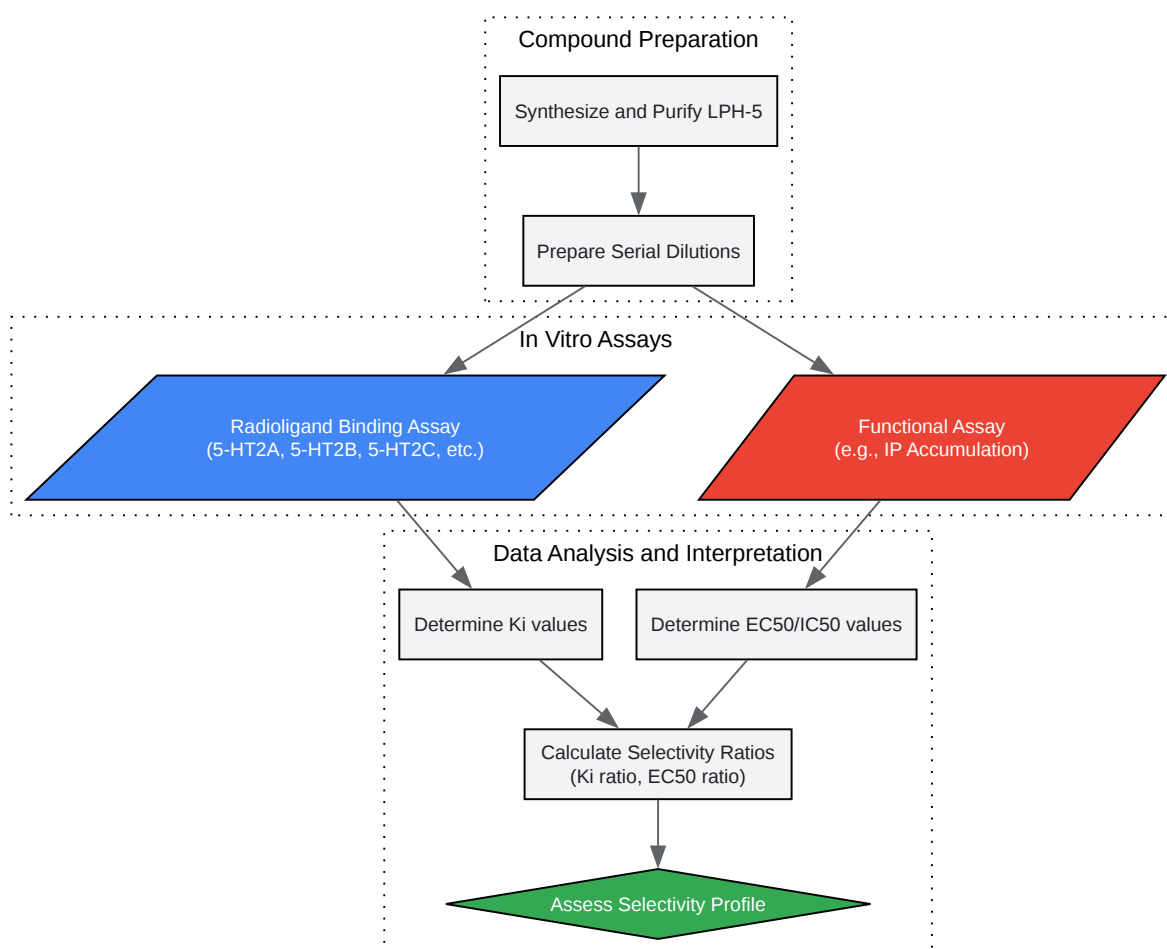 Compound Preparation
Synthesize and Purify LPH-5
Prepare Serial Dilutions
In Vitro Assays
Radioligand Binding Assay
(5-HT2A, 5-HT2B, 5-HT2C, etc.)
Functional Assay
(e.g., IP Accumulation)
Data Analysis and Interpretation
Determine Ki values
Determine EC50/IC50 values
Calculate Selectivity Ratios
(Ki ratio, EC50 ratio)
Assess Selectivity Profile